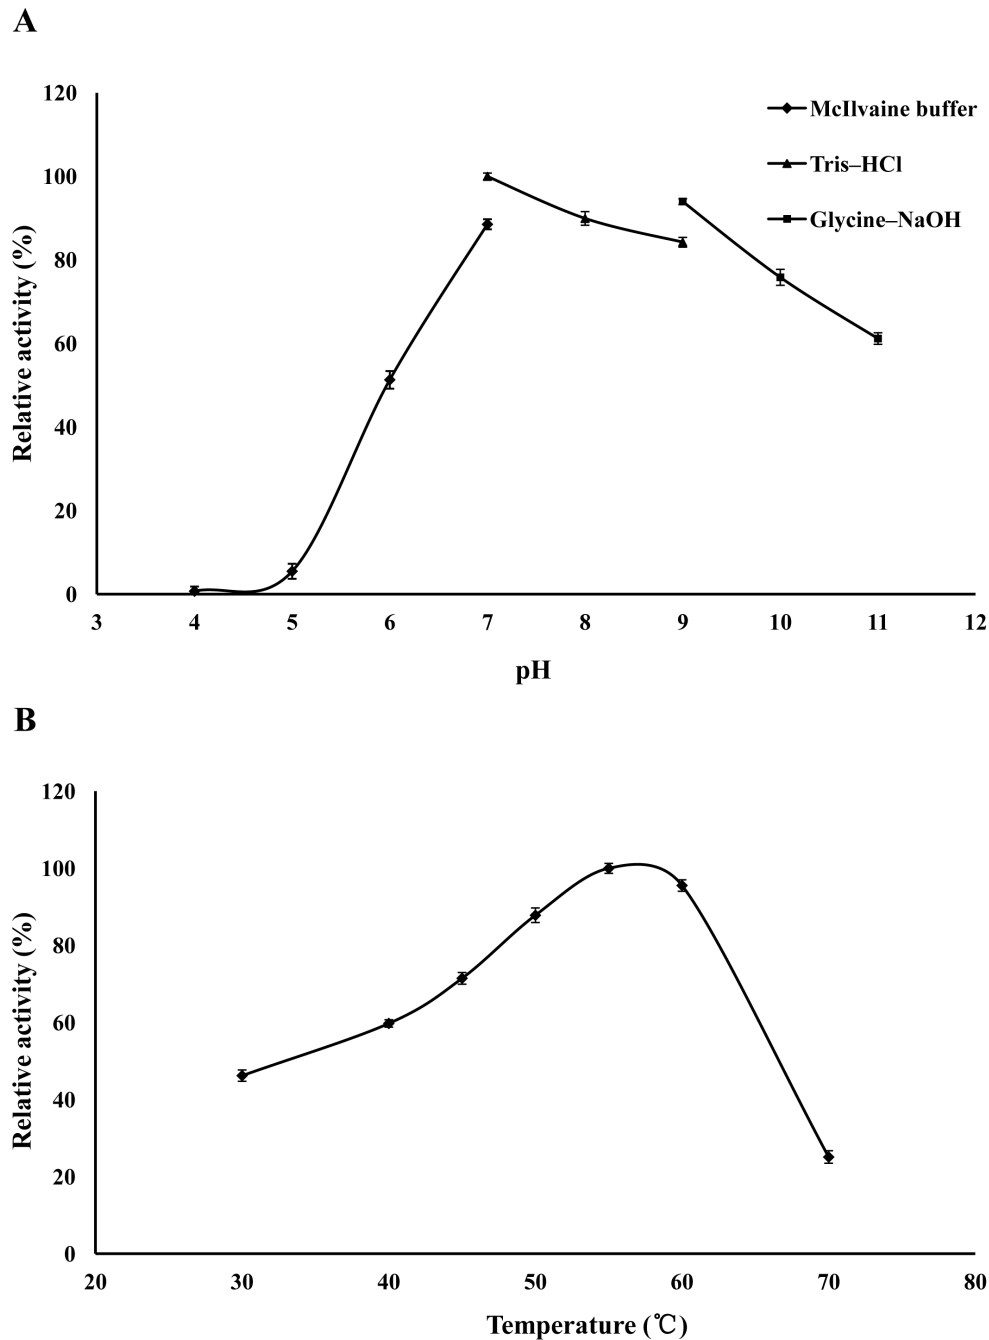 A
120
100
80
60
40
20
0
Relative activity (%)
McIlvaine buffer
Tris–HCl
Glycine–NaOH
3 4 5 6 7 8 9 10 11 12
pH
B
120
100
80
60
40
20
0
Relative activity (%)
20 30 40 50 60 70 80
Temperature (℃)